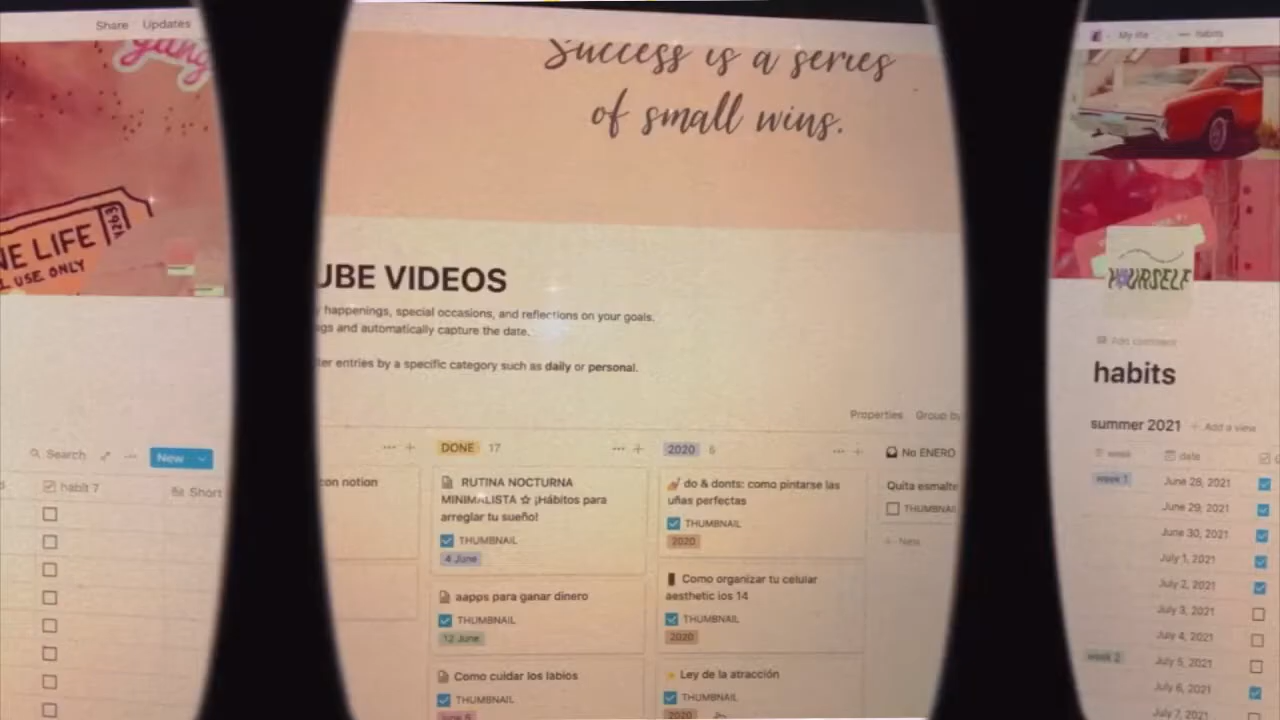 Share Updates
gang
NE LIFE
USE ONLY
Search
New
habit 7
Short
Success is a series
of small wins.
UBE VIDEOS
happenings, special occasions, and reflections on your goals.
gs and automatically capture the date.
ter entries by a specific category such as daily or personal.
Properties Group by
con notion
DONE 17
RUTINA NOCTURNA
MINIMALISTA ☆ ¡Hábitos para
arreglar tu sueño!
THUMBNAIL
4 June
aapps para ganar dinero
THUMBNAIL
12 June
Como cuidar los labios
THUMBNAIL
2020 6
do & donts: como pintarse las
uñas perfectas
THUMBNAIL
2020
Como organizar tu celular
aesthetic ios 14
THUMBNAIL
2020
Ley de la atracción
THUMBNAIL
2020
No ENERO
Quita esmalte
THUMBNAIL
+ New
My life habits
YOURSELF
Add comment
habits
summer 2021 + Add a view
week date
week 1 June 28, 2021
June 29, 2021
June 30, 2021
July 1, 2021
July 2, 2021
July 3, 2021
July 4, 2021
week 2 July 5, 2021
July 6, 2021
July 7, 2021